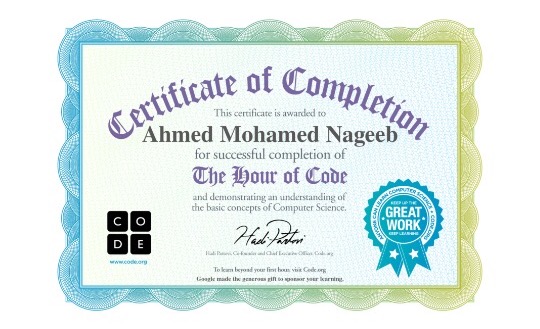 Certificate of Completion
This certificate is awarded to
Ahmed Mohamed Nageeb
for successful completion of
The Hour of Code
and demonstrating an understanding of
the basic concepts of Computer Science.
Hadi Partovi
Hadi Partovi, Co-founder and Chief Executive Officer, Code.org
To learn beyond your first hour, visit Code.org
Google made the generous gift to sponsor your learning.
C O
D E
www.code.org
ANYONE CAN LEARN COMPUTER SCIENCE
KEEP UP THE
GREAT
WORK
KEEP LEARNING